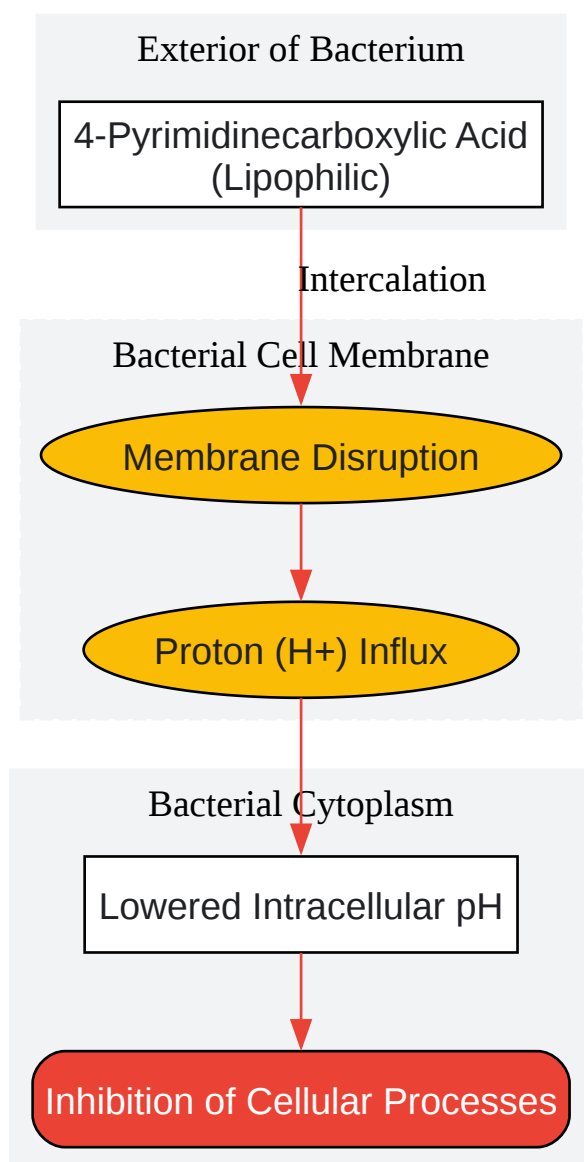 Exterior of Bacterium
4-Pyrimidinecarboxylic Acid
(Lipophilic)
Intercalation
Bacterial Cell Membrane
Membrane Disruption
Proton (H+) Influx
Bacterial Cytoplasm
Lowered Intracellular pH
Inhibition of Cellular Processes